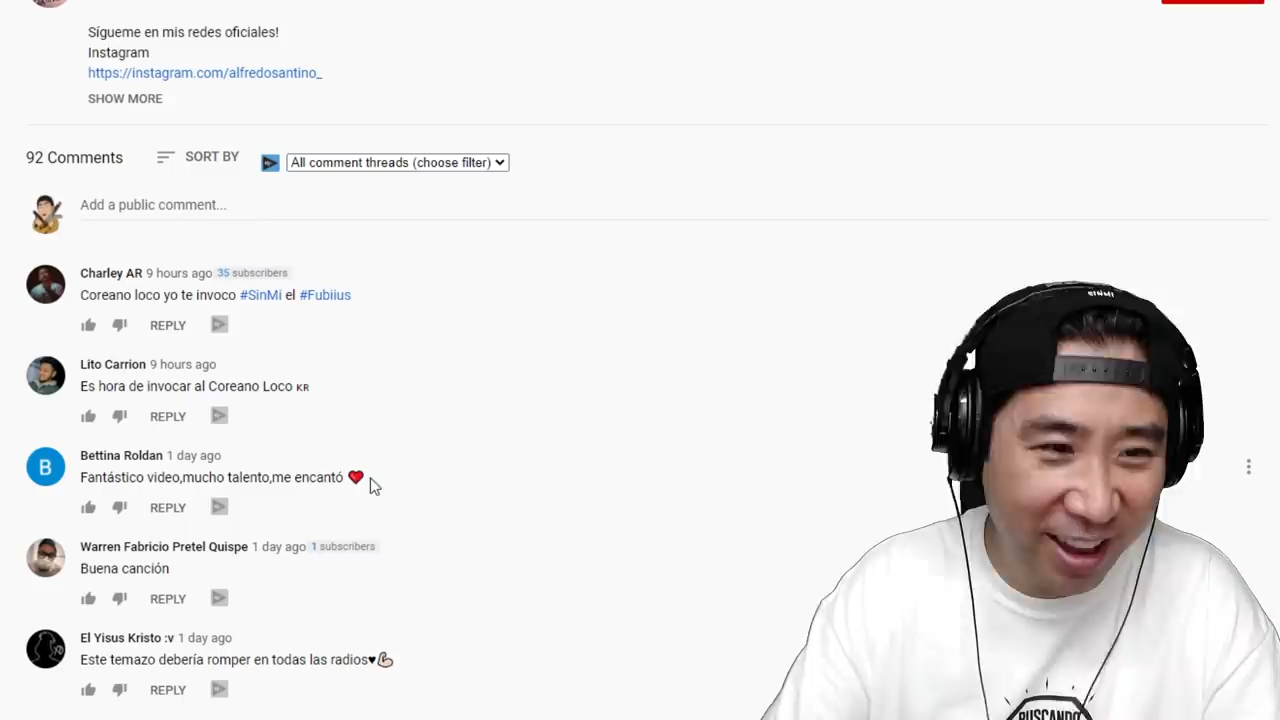 Sígueme en mis redes oficiales!
Instagram
https://instagram.com/alfredosantino_
SHOW MORE
92 Comments SORT BY All comment threads (choose filter)
Add a public comment...
Charley AR 9 hours ago 35 subscribers
Coreano loco yo te invoco #SinMi el #Fubiius
REPLY
Lito Carrion 9 hours ago
Es hora de invocar al Coreano Loco KR
REPLY
B
Bettina Roldan 1 day ago
Fantástico video,mucho talento,me encantó ❤
REPLY
Warren Fabricio Pretel Quispe 1 day ago 1 subscribers
Buena canción
REPLY
El Yisus Kristo :v 1 day ago
Este temazo debería romper en todas las radios♥💪
REPLY
SINMI
BUSCANDO